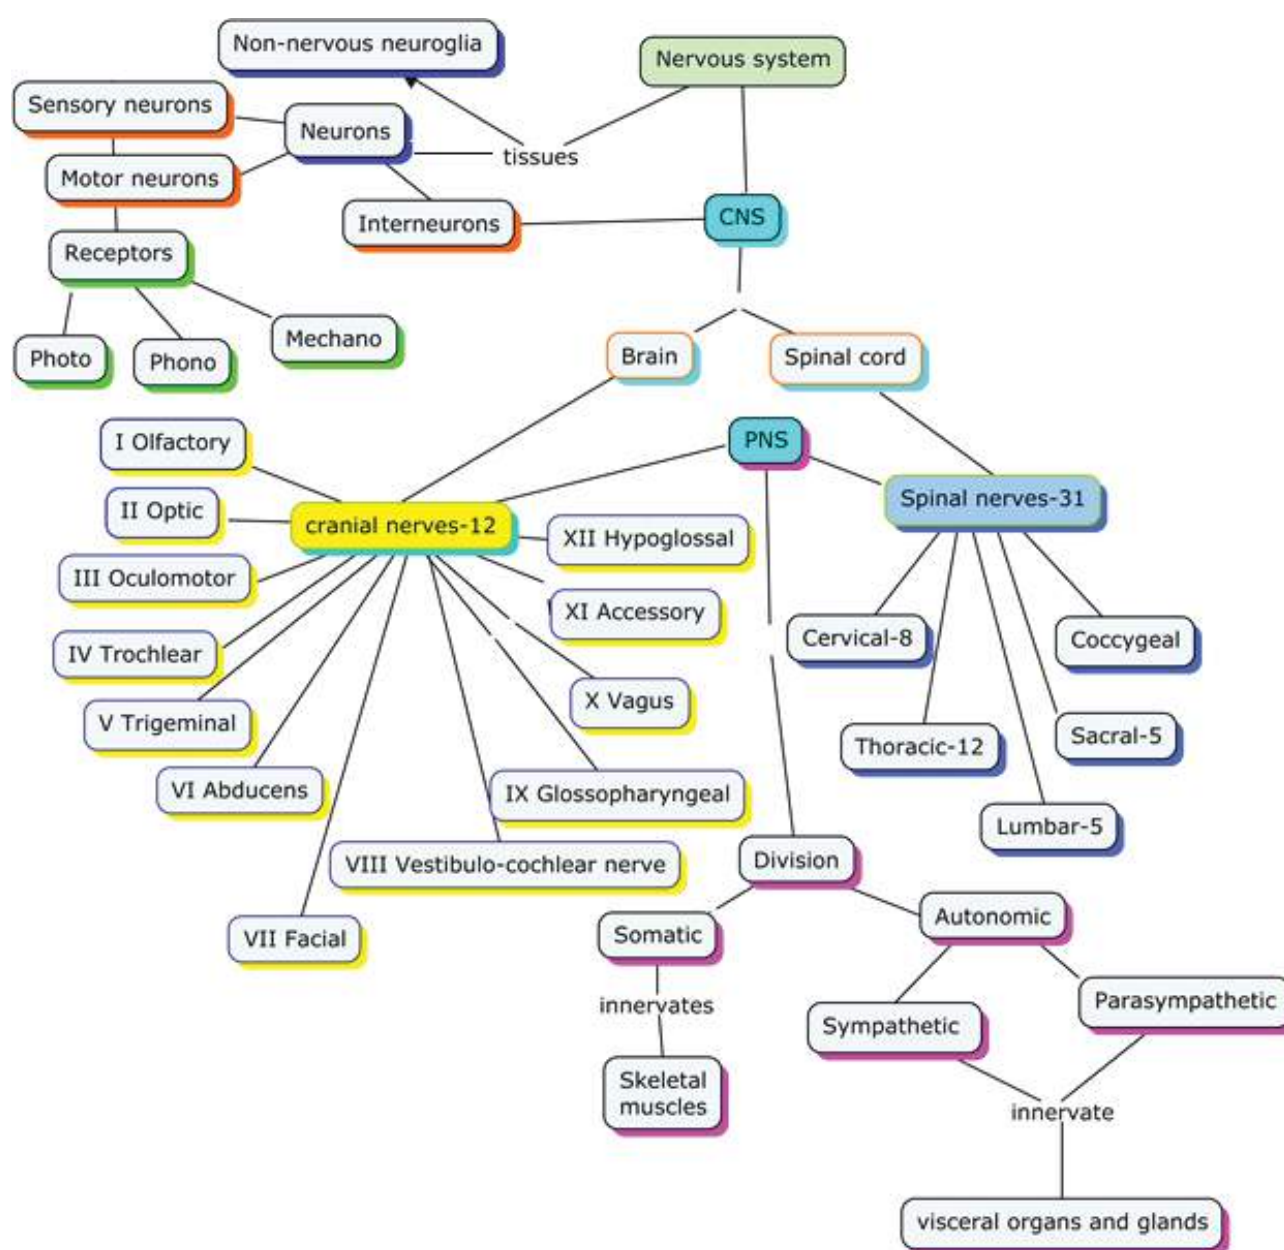 Non-nervous neuroglia
Nervous system
Sensory neurons
Neurons
tissues
Motor neurons
Interneurons
CNS
Receptors
Photo
Phono
Mechano
Brain
Spinal cord
I Olfactory
PNS
II Optic
cranial nerves-12
Spinal nerves-31
XII Hypoglossal
III Oculomotor
XI Accessory
IV Trochlear
Cervical-8
Coccygeal
V Trigeminal
X Vagus
Thoracic-12
Sacral-5
VI Abducens
IX Glossopharyngeal
Lumbar-5
VIII Vestibulo-cochlear nerve
Division
VII Facial
Somatic
Autonomic
innervates
Sympathetic
Parasympathetic
Skeletal
muscles
innervate
visceral organs and glands